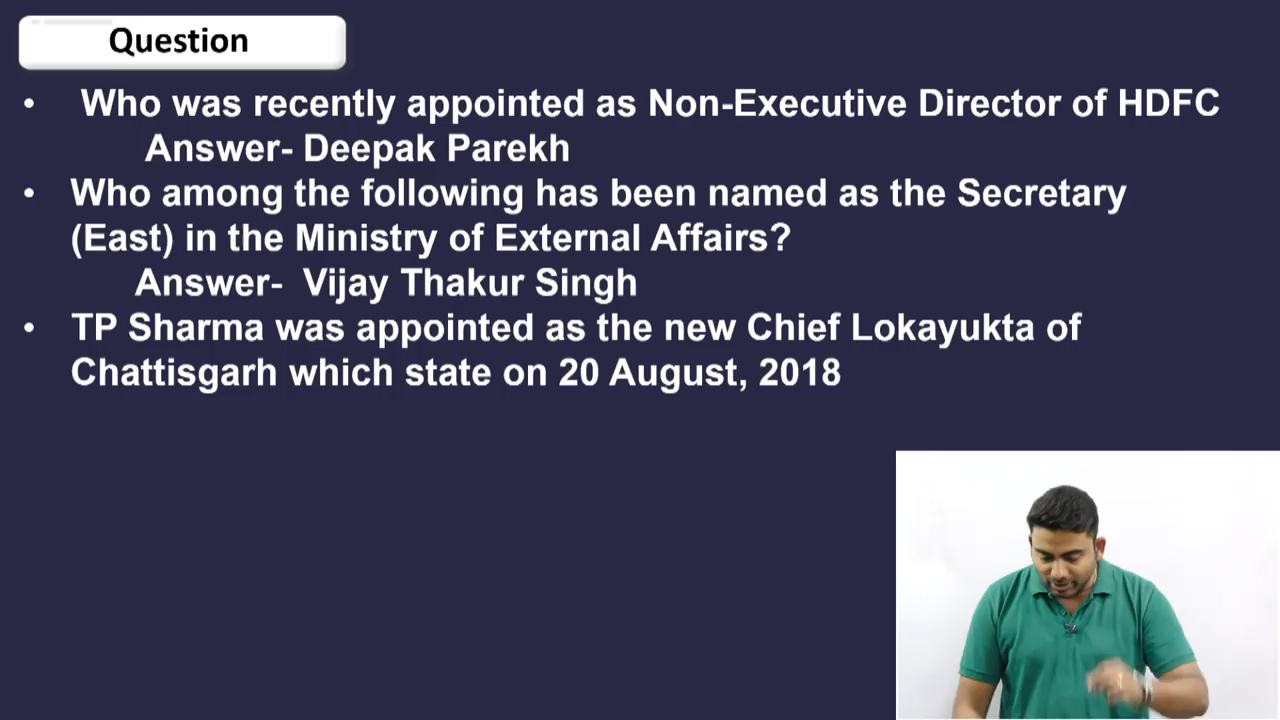 Question
• Who was recently appointed as Non-Executive Director of HDFC
Answer- Deepak Parekh
• Who among the following has been named as the Secretary
(East) in the Ministry of External Affairs?
Answer- Vijay Thakur Singh
• TP Sharma was appointed as the new Chief Lokayukta of
Chattisgarh which state on 20 August, 2018